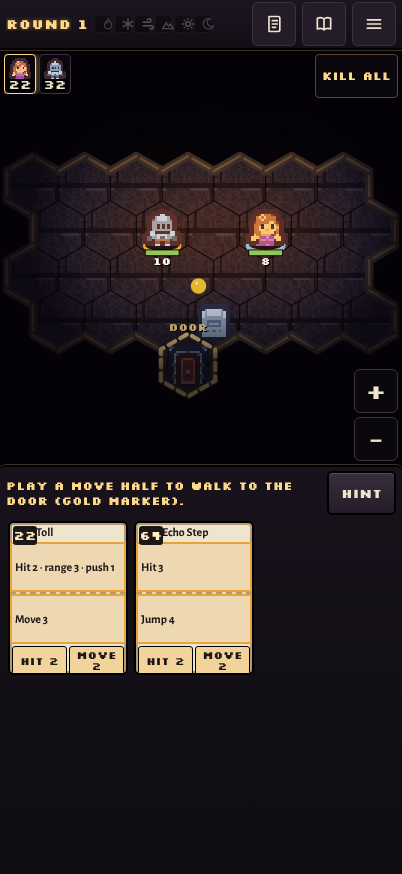 ROUND 1
22 32
KILL ALL
10 8
DOOR
+
-
PLAY A MOVE HALF TO WALK TO THE
DOOR (GOLD MARKER).
HINT
22 Toll
Hit 2 · range 3 · push 1
Move 3
HIT 2
MOVE
2
64 Echo Step
Hit 3
Jump 4
HIT 2
MOVE
2